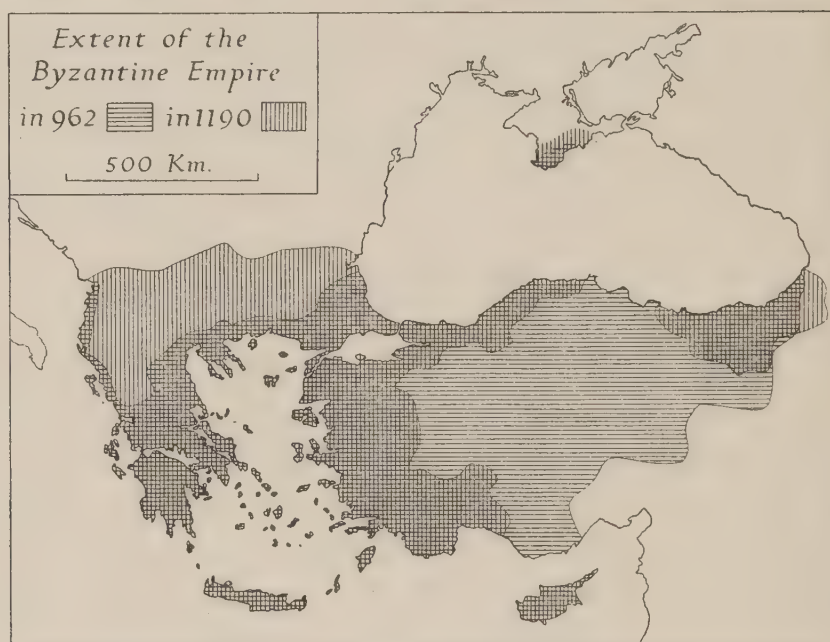 Extent of the
Byzantine Empire
in 962 in 1190
500 Km.